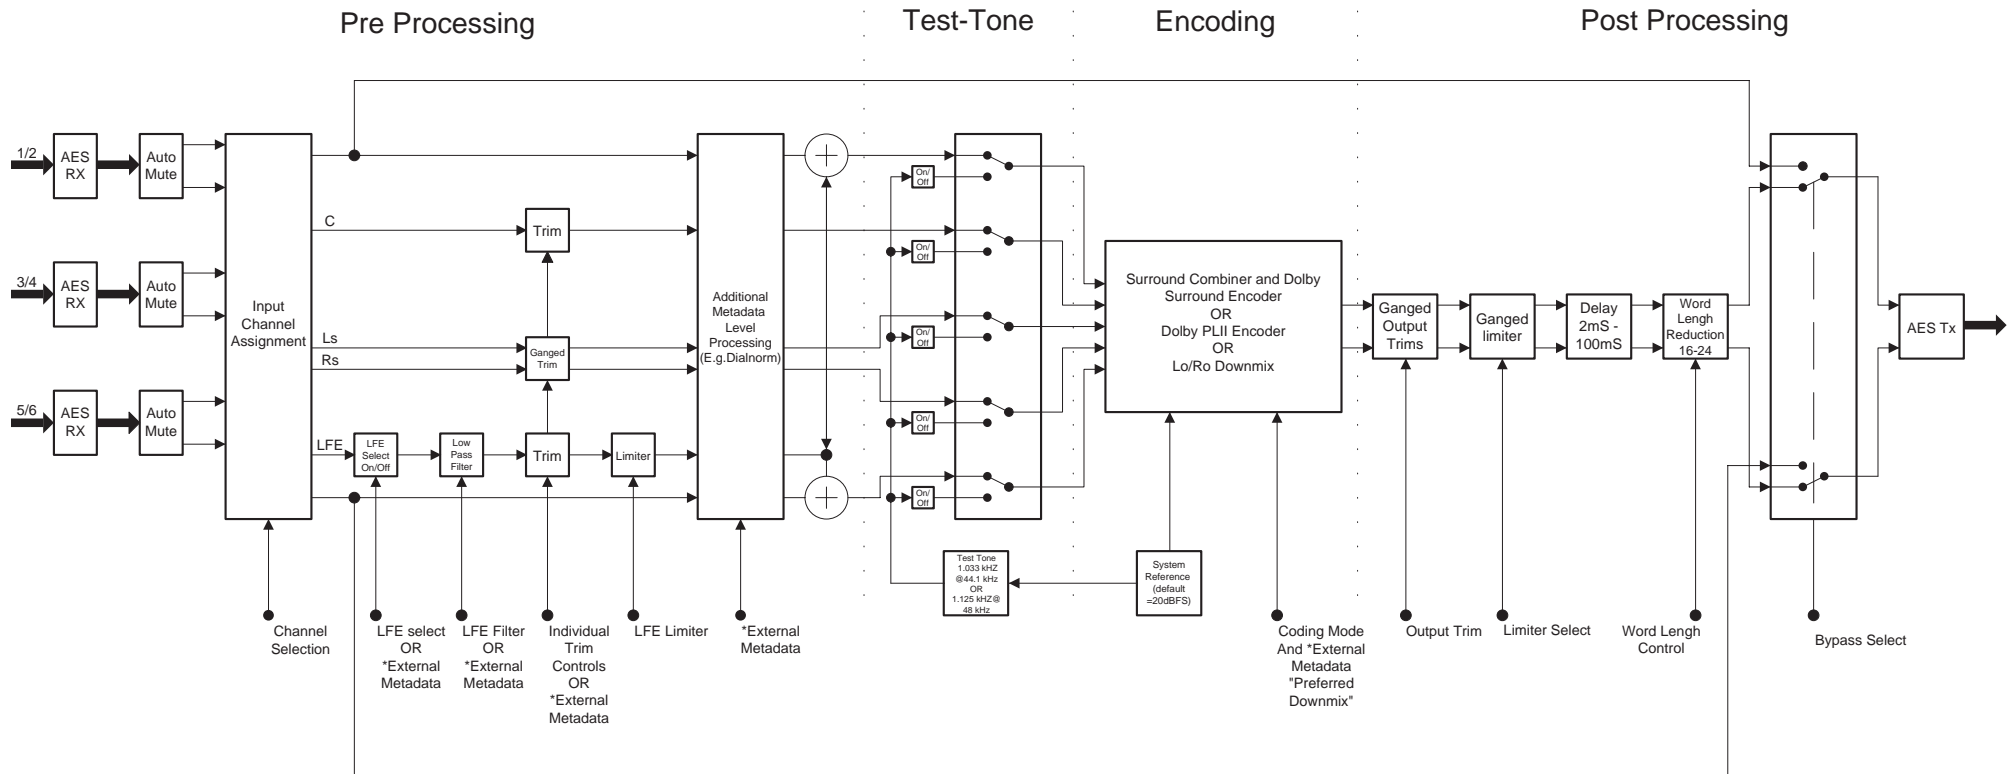 Pre Processing
Test-Tone
Encoding
Post Processing
1/2
AES
RX
Auto
Mute
3/4
AES
RX
Auto
Mute
5/6
AES
RX
Auto
Mute
Input
Channel
Assignment
C
Ls
Rs
LFE
LFE
Select
On/Off
Low
Pass
Filter
Trim
Ganged
Trim
Trim
Limiter
Additional
Metadata
Level
Processing
(E.g.Dialnorm)
On/
Off
On/
Off
On/
Off
On/
Off
On/
Off
Test Tone
1.033 kHZ
@44.1 kHz
OR
1.125 kHZ@
48 kHz
System
Reference
(default
=20dBFS)
Surround Combiner and Dolby
Surround Encoder
OR
Dolby PLII Encoder
OR
Lo/Ro Downmix
Ganged
Output
Trims
Ganged
limiter
Delay
2mS -
100mS
Word
Lengh
Reduction
16-24
AES Tx
Channel
Selection
LFE select
OR
*External
Metadata
LFE Filter
OR
*External
Metadata
Individual
Trim
Controls
OR
*External
Metadata
LFE Limiter
*External
Metadata
Coding Mode
And *External
Metadata
"Preferred
Downmix"
Output Trim
Limiter Select
Word Lengh
Control
Bypass Select